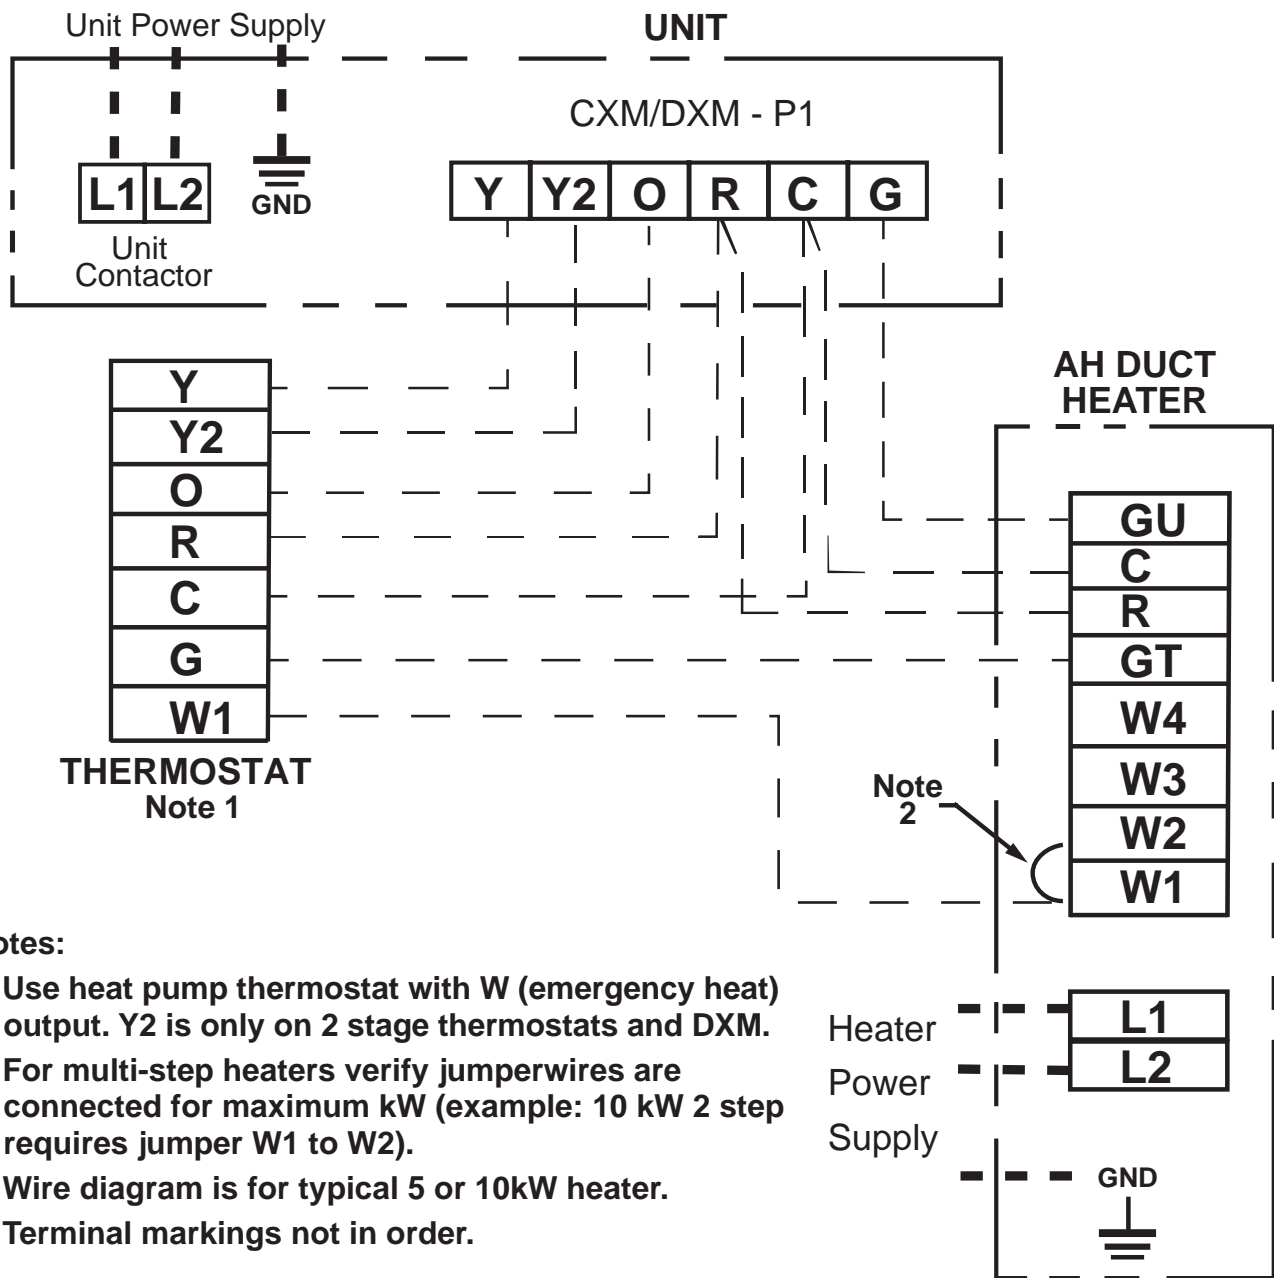 Unit Power Supply
UNIT
CXM/DXM - P1
L1 L2
GND
Y Y2 O R C G
Unit
Contactor
AH DUCT
HEATER
Y
Y2
O
R
C
G
W1
THERMOSTAT
Note 1
GU
C
R
GT
W4
W3
W2
W1
Note
2
otes:
Use heat pump thermostat with W (emergency heat)
output. Y2 is only on 2 stage thermostats and DXM.
For multi-step heaters verify jumperwires are
connected for maximum kW (example: 10 kW 2 step
requires jumper W1 to W2).
Wire diagram is for typical 5 or 10kW heater.
Terminal markings not in order.
Heater
Power
Supply
L1
L2
GND